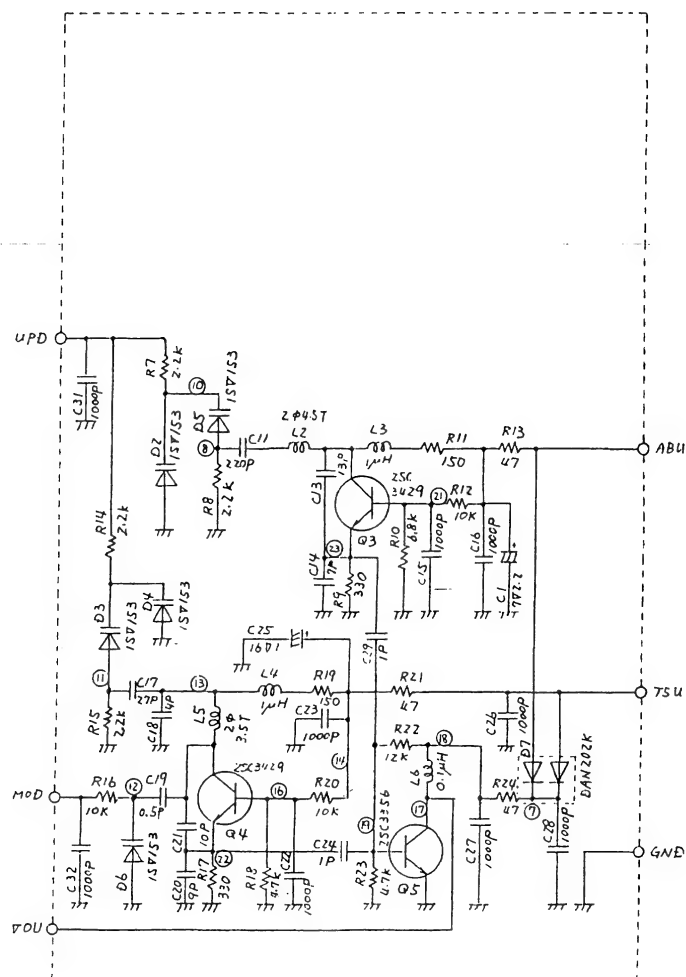 UPD
C31
1000P
R7
2.2K
10
D5
1SV153
D2
1SV153
8
R8
2.2K
C11
220P
2Φ4.5T
L2
L3
1μH
R11
150
R13
47
ABU
C13
13P
2SC
3429
Q3
21
R12
10K
R10
6.8K
C15
1000P
C16
1000P
C1
7V2.2
R14
2.2K
23
C14
7P
R9
330
D3
1SV153
D4
1SV153
C29
1P
C25
16V1
11
C17
27P
C18
4P
13
L4
1μH
R19
150
R21
47
TSU
R15
22K
L5
2Φ
3.5T
C23
1000P
14
R22
12K
18
C26
1000P
D7
DAN202K
MOD
R16
10K
12
C19
0.5P
2SC3429
16
R20
10K
L6
0.1μH
R24
47
7
C21
10P
Q4
C24
1P
19
2SC3356
17
C27
1000P
C28
1000P
GND
C32
1000P
D6
1SV153
C20
9P
R17
330
22
R18
4.7K
C22
1000P
R23
4.7K
Q5
VOU